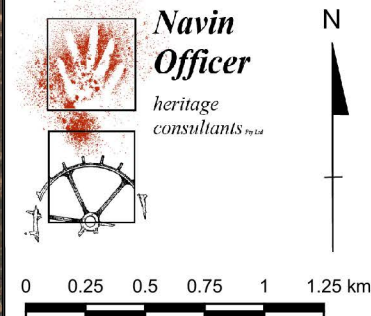 Navin
Officer
heritage
consultants Pty Ltd
N
0 0.25 0.5 0.75 1 1.25 km